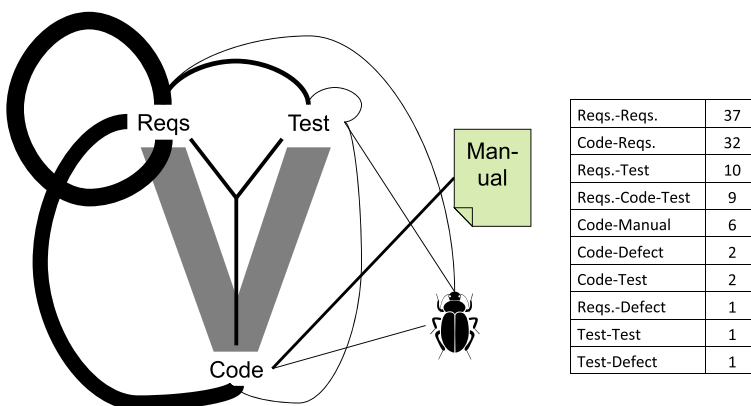 Reqs
Test
Man-
ual
Code
Reqs.-Reqs. 37
Code-Reqs. 32
Reqs.-Test 10
Reqs.-Code-Test 9
Code-Manual 6
Code-Defect 2
Code-Test 2
Reqs.-Defect 1
Test-Test 1
Test-Defect 1